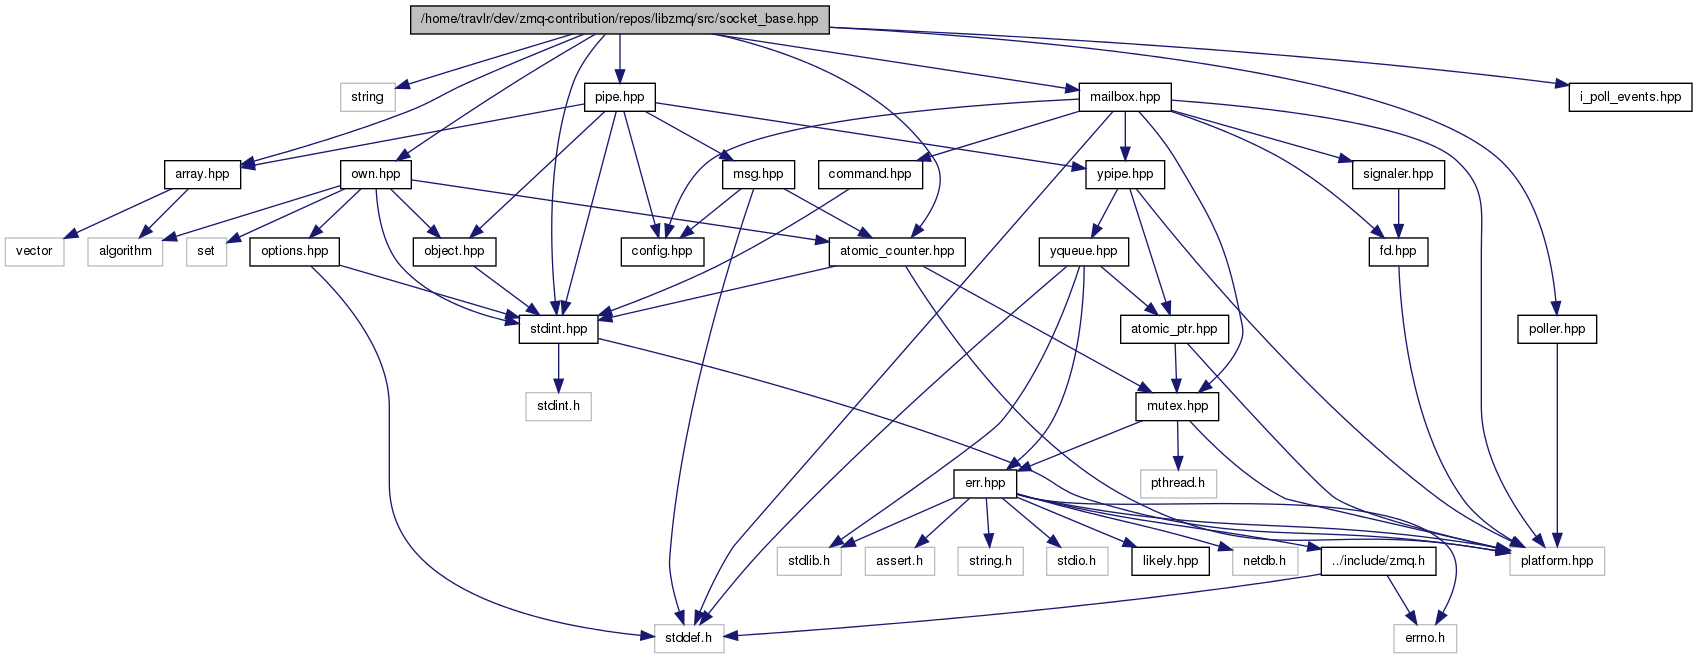 /home/travlr/dev/zmq-contribution/repos/libzmq/src/socket_base.hpp
string
pipe.hpp
mailbox.hpp
i_poll_events.hpp
array.hpp
own.hpp
msg.hpp
command.hpp
ypipe.hpp
signaler.hpp
vector
algorithm
set
options.hpp
object.hpp
config.hpp
atomic_counter.hpp
yqueue.hpp
fd.hpp
stdint.hpp
atomic_ptr.hpp
poller.hpp
stdint.h
mutex.hpp
err.hpp
pthread.h
stdlib.h
assert.h
string.h
stdio.h
likely.hpp
netdb.h
../include/zmq.h
platform.hpp
stddef.h
errno.h